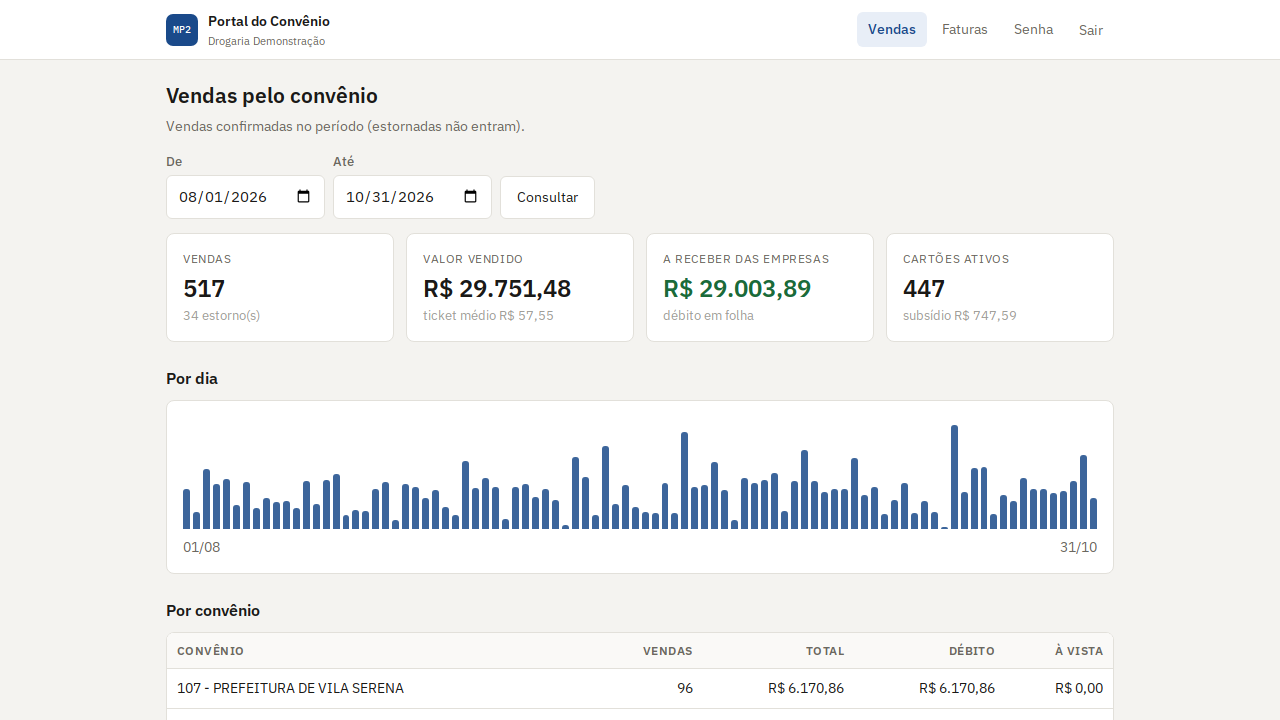 MP2
Portal do Convênio
Drogaria Demonstração
Vendas
Faturas
Senha
Sair
Vendas pelo convênio
Vendas confirmadas no período (estornadas não entram).
De
Até
08/01/2026
10/31/2026
Consultar
VENDAS
517
34 estorno(s)
VALOR VENDIDO
R$ 29.751,48
ticket médio R$ 57,55
A RECEBER DAS EMPRESAS
R$ 29.003,89
débito em folha
CARTÕES ATIVOS
447
subsídio R$ 747,59
Por dia
01/08
31/10
Por convênio
CONVÊNIO VENDAS TOTAL DÉBITO À VISTA
107 - PREFEITURA DE VILA SERENA 96 R$ 6.170,86 R$ 6.170,86 R$ 0,00